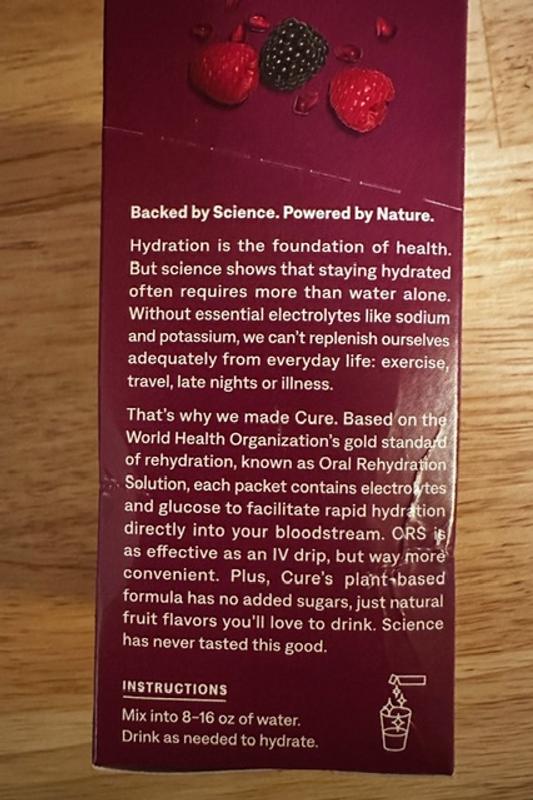 Backed by Science. Powered by Nature.
Hydration is the foundation of health.
But science shows that staying hydrated
often requires more than water alone.
Without essential electrolytes like sodium
and potassium, we can't replenish ourselves
adequately from everyday life: exercise,
travel, late nights or illness.
That's why we made Cure. Based on the
World Health Organization's gold standard
of rehydration, known as Oral Rehydration
Solution, each packet contains electrolytes
and glucose to facilitate rapid hydration
directly into your bloodstream. ORS is
as effective as an IV drip, but way more
convenient. Plus, Cure's plant-based
formula has no added sugars, just natural
fruit flavors you'll love to drink. Science
has never tasted this good.
INSTRUCTIONS
Mix into 8-16 oz of water.
Drink as needed to hydrate.